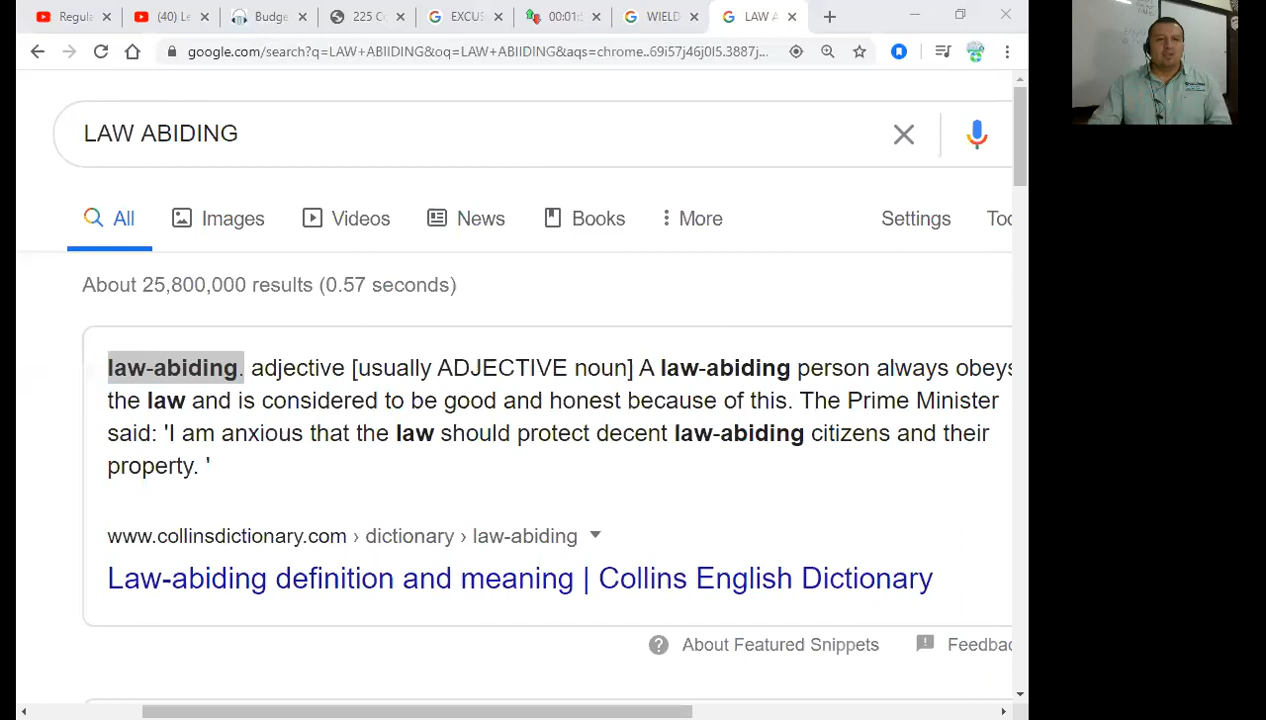 Regula (40) Le Budge 225 C EXCUS 00:01: WIELD LAW A
google.com/search?q=LAW+ABIIDING&oq=LAW+ABIIDING&aqs=chrome..69i57j46j0l5.3887j...
LAW ABIDING
All Images Videos News Books More Settings Too
About 25,800,000 results (0.57 seconds)
law-abiding. adjective [usually ADJECTIVE noun] A law-abiding person always obeys
the law and is considered to be good and honest because of this. The Prime Minister
said: 'I am anxious that the law should protect decent law-abiding citizens and their
property. '
www.collinsdictionary.com › dictionary › law-abiding
Law-abiding definition and meaning | Collins English Dictionary
About Featured Snippets Feedbac